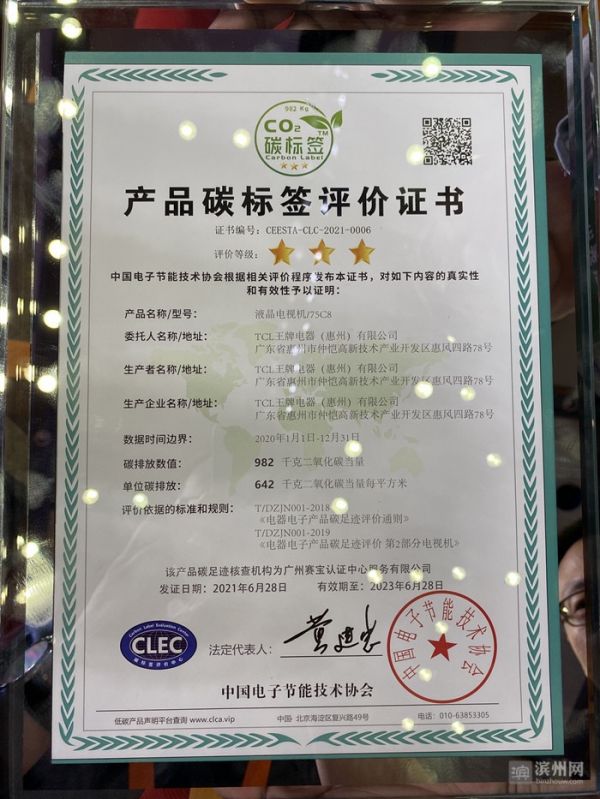 982 Kg
CO2
碳标签TM
Carbon Label
产品碳标签评价证书
证书编号：CEESTA-CLC-2021-0006
评价等级：
中国电子节能技术协会根据相关评价程序发布本证书，对如下内容的真实性
和有效性予以证明：
产品名称/型号： 液晶电视机/75C8
委托人名称/地址： TCL王牌电器（惠州）有限公司
广东省惠州市仲恺高新技术产业开发区惠风四路78号
生产者名称/地址： TCL王牌电器（惠州）有限公司
广东省惠州市仲恺高新技术产业开发区惠风四路78号
生产企业名称/地址： TCL王牌电器（惠州）有限公司
广东省惠州市仲恺高新技术产业开发区惠风四路78号
数据时间边界： 2020年1月1日-12月31日
碳排放数值： 982 千克二氧化碳当量
单位碳排放： 642 千克二氧化碳当量每平方米
评价依据的标准和规则： T/DZJN001-2018
《电器电子产品碳足迹评价通则》
T/DZJN001-2019
《电器电子产品碳足迹评价 第2部分电视机》
该产品碳足迹核查机构为广州赛宝认证中心服务有限公司
发证日期：2021年6月28日 有效期至：2023年6月28日
Carbon Label Evaluation Center
CLEC
碳标签评价中心
法定代表人：
中国电子节能技术协会
中国电子节能技术协会
低碳产品声明平台查询 www.clca.vip 中国·北京海淀区复兴路49号 电话：010-63853305
滨州网
binzhouw.com